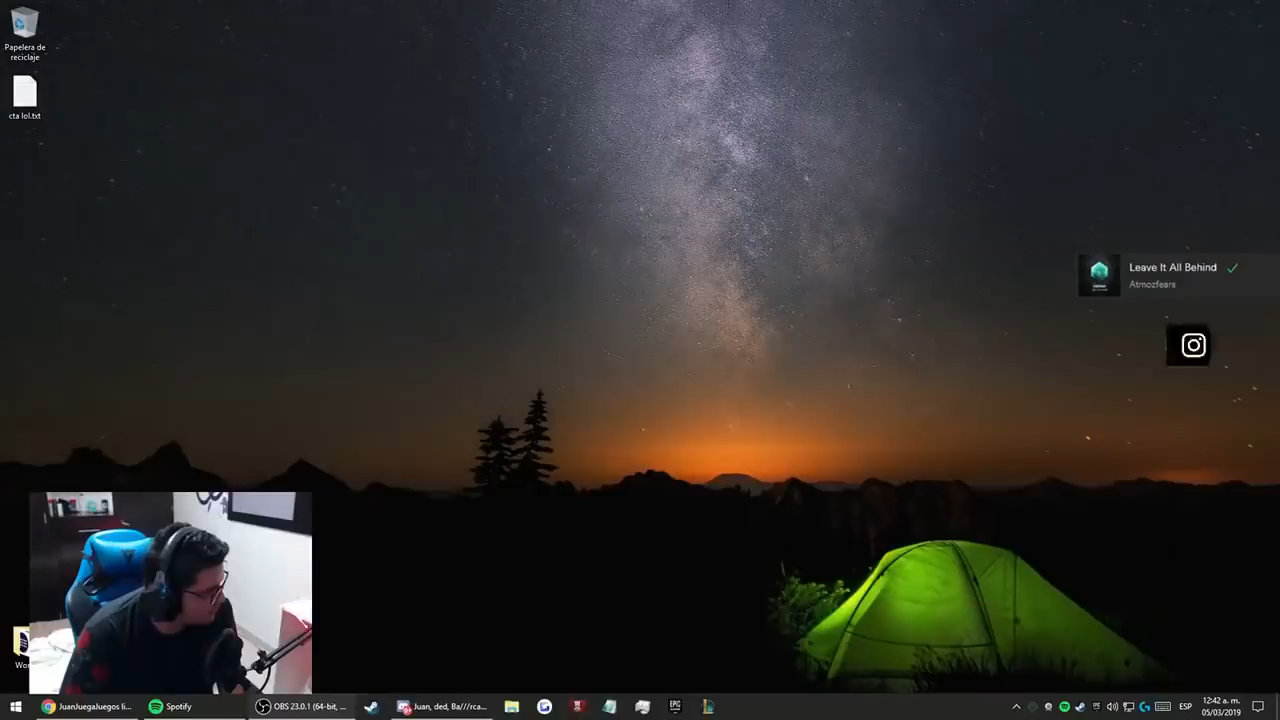 Papelera de
reciclaje
cta lol.txt
Leave It All Behind
Atmozfears
JuanJuegaJuegos li...
Spotify
OBS 23.0.1 (64-bit, ...
Juan, ded, Ba///rca...
EPIC
ESP
12:42 a. m.
05/03/2019